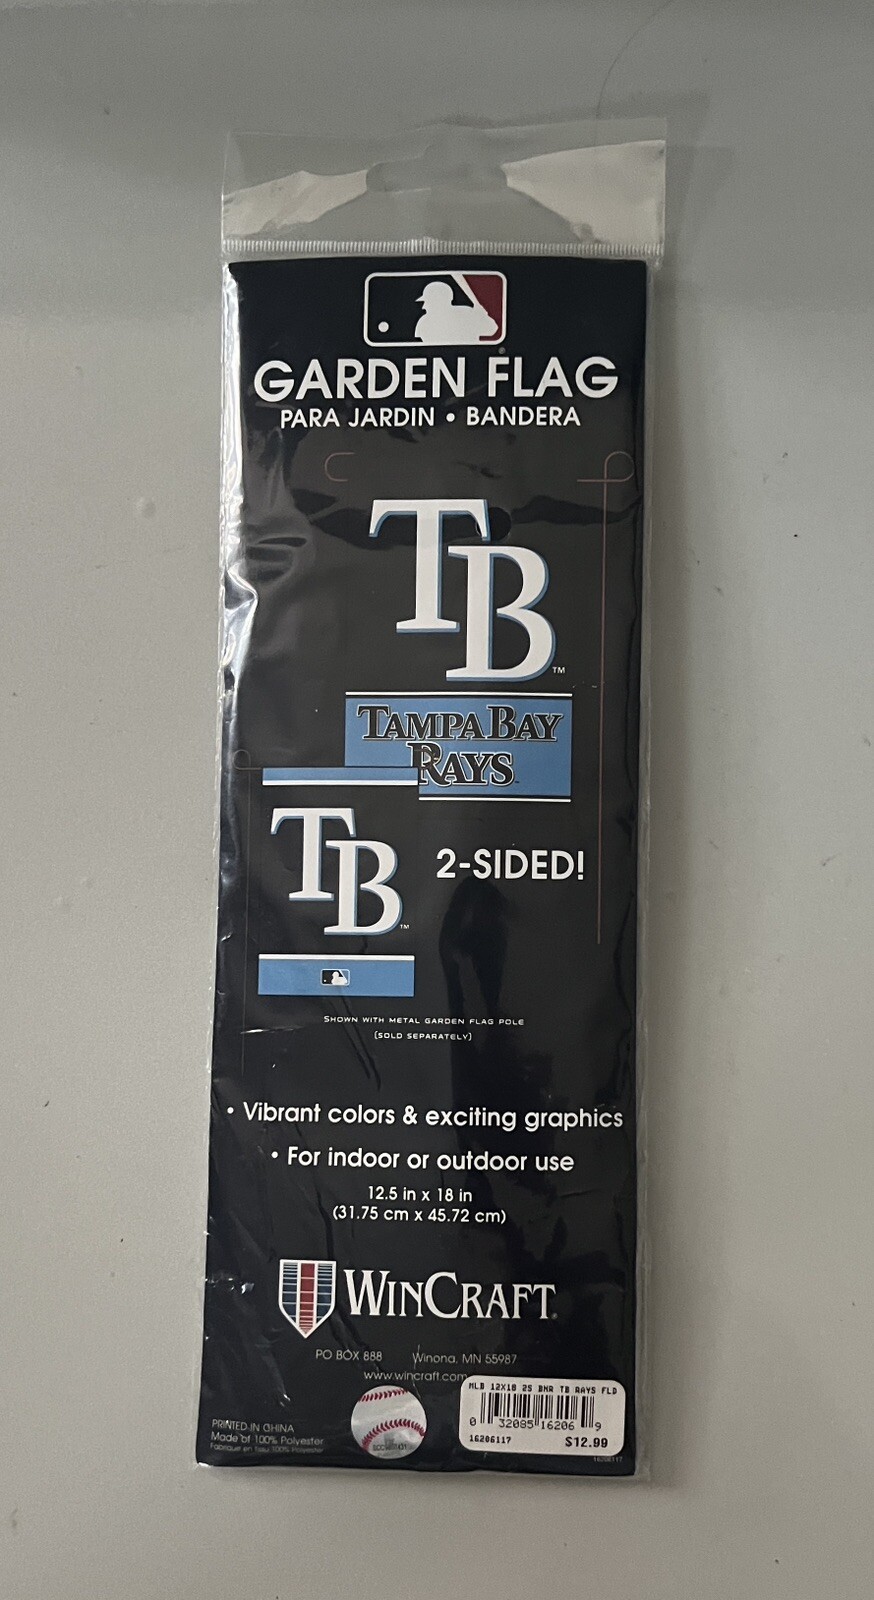 GARDEN FLAG
PARA JARDIN • BANDERA
TB™
TAMPA BAY
RAYS
TB™
2-SIDED!
SHOWN WITH METAL GARDEN FLAG POLE
(SOLD SEPARATELY)
• Vibrant colors & exciting graphics
• For indoor or outdoor use
12.5 in x 18 in
(31.75 cm x 45.72 cm)
WINCRAFT®
PO BOX 888 Winona, MN 55987
www.wincraft.com
MLB 12X18 2S BNR TB RAYS FLD
0 32085 16206 9
16206117 $12.99
PRINTED IN CHINA
Made of 100% Polyester
16206117